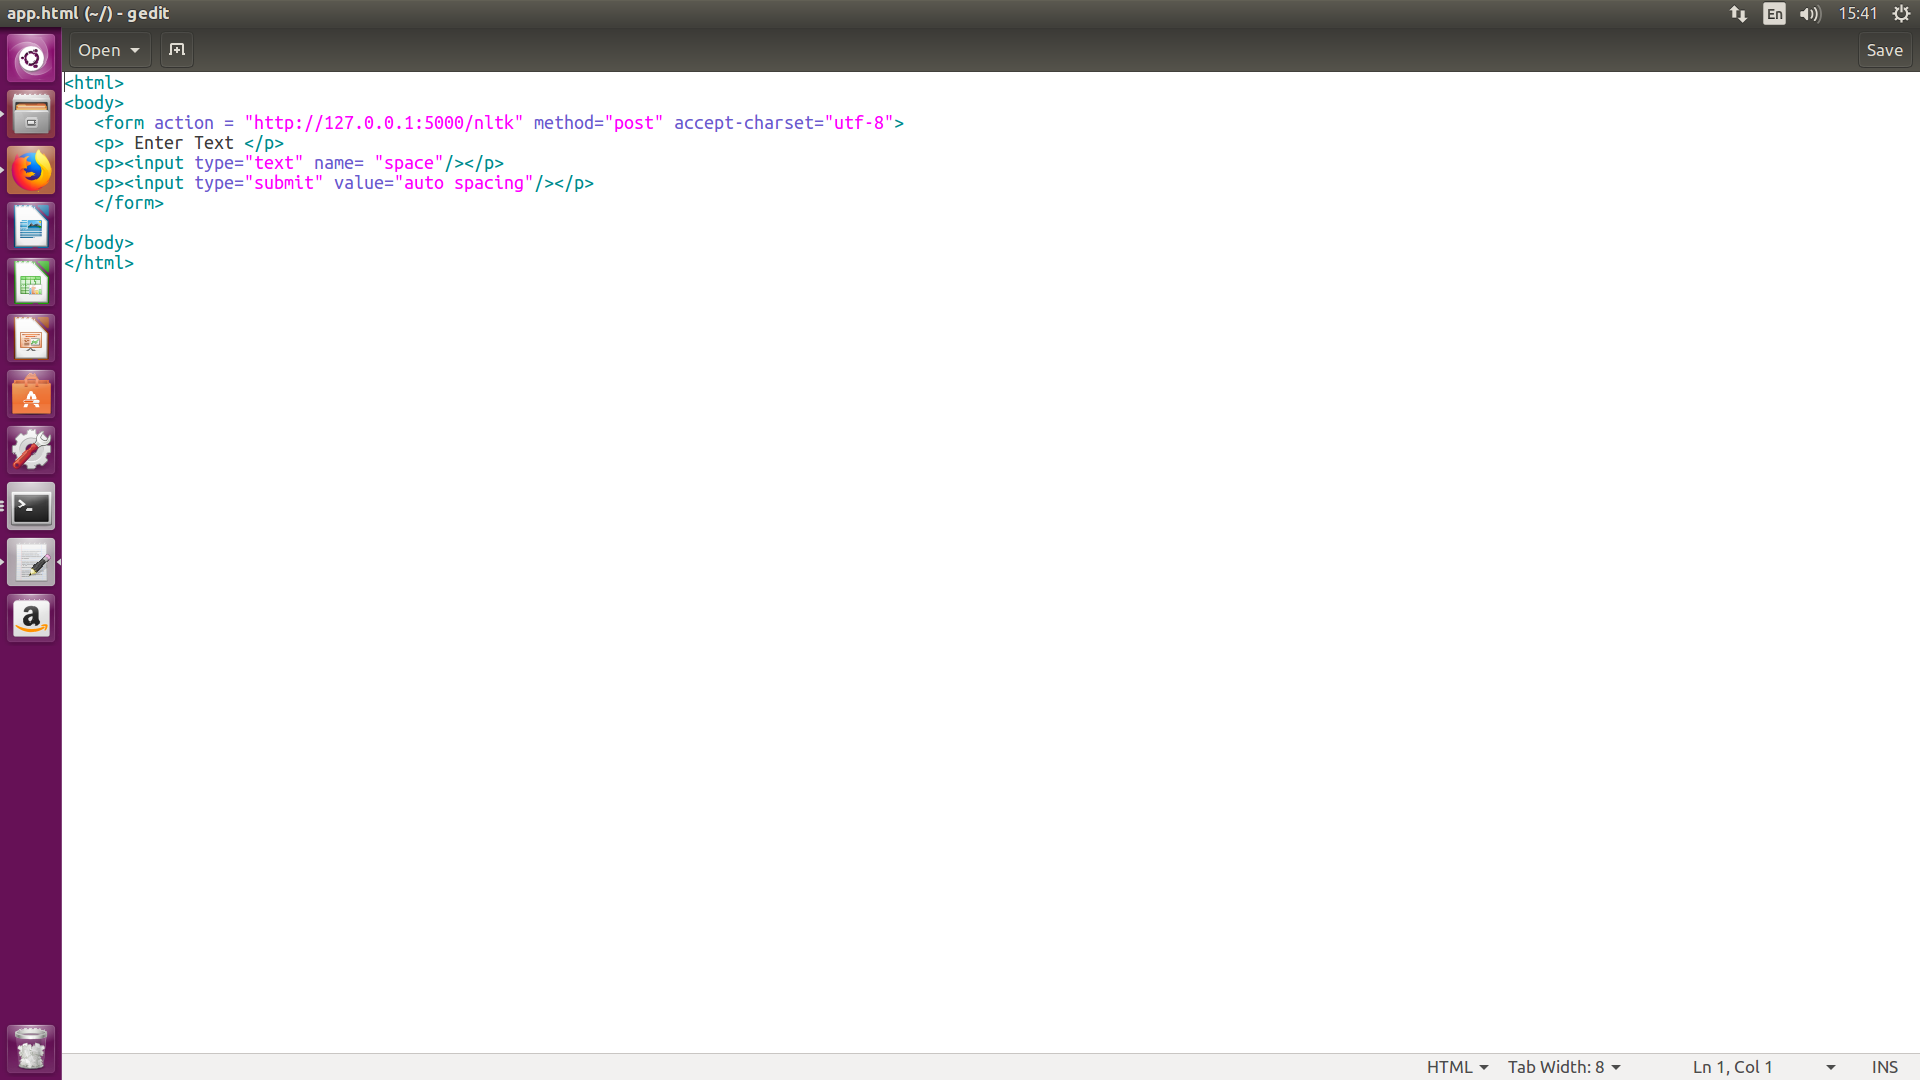 app.html (~/) - gedit
En
15:41
Open
Save
<html>
<body>
   <form action = "http://127.0.0.1:5000/nltk" method="post" accept-charset="utf-8">
   <p> Enter Text </p>
   <p><input type="text" name= "space"/></p>
   <p><input type="submit" value="auto spacing"/></p>
   </form>

</body>
</html>
HTML
Tab Width: 8
Ln 1, Col 1
INS